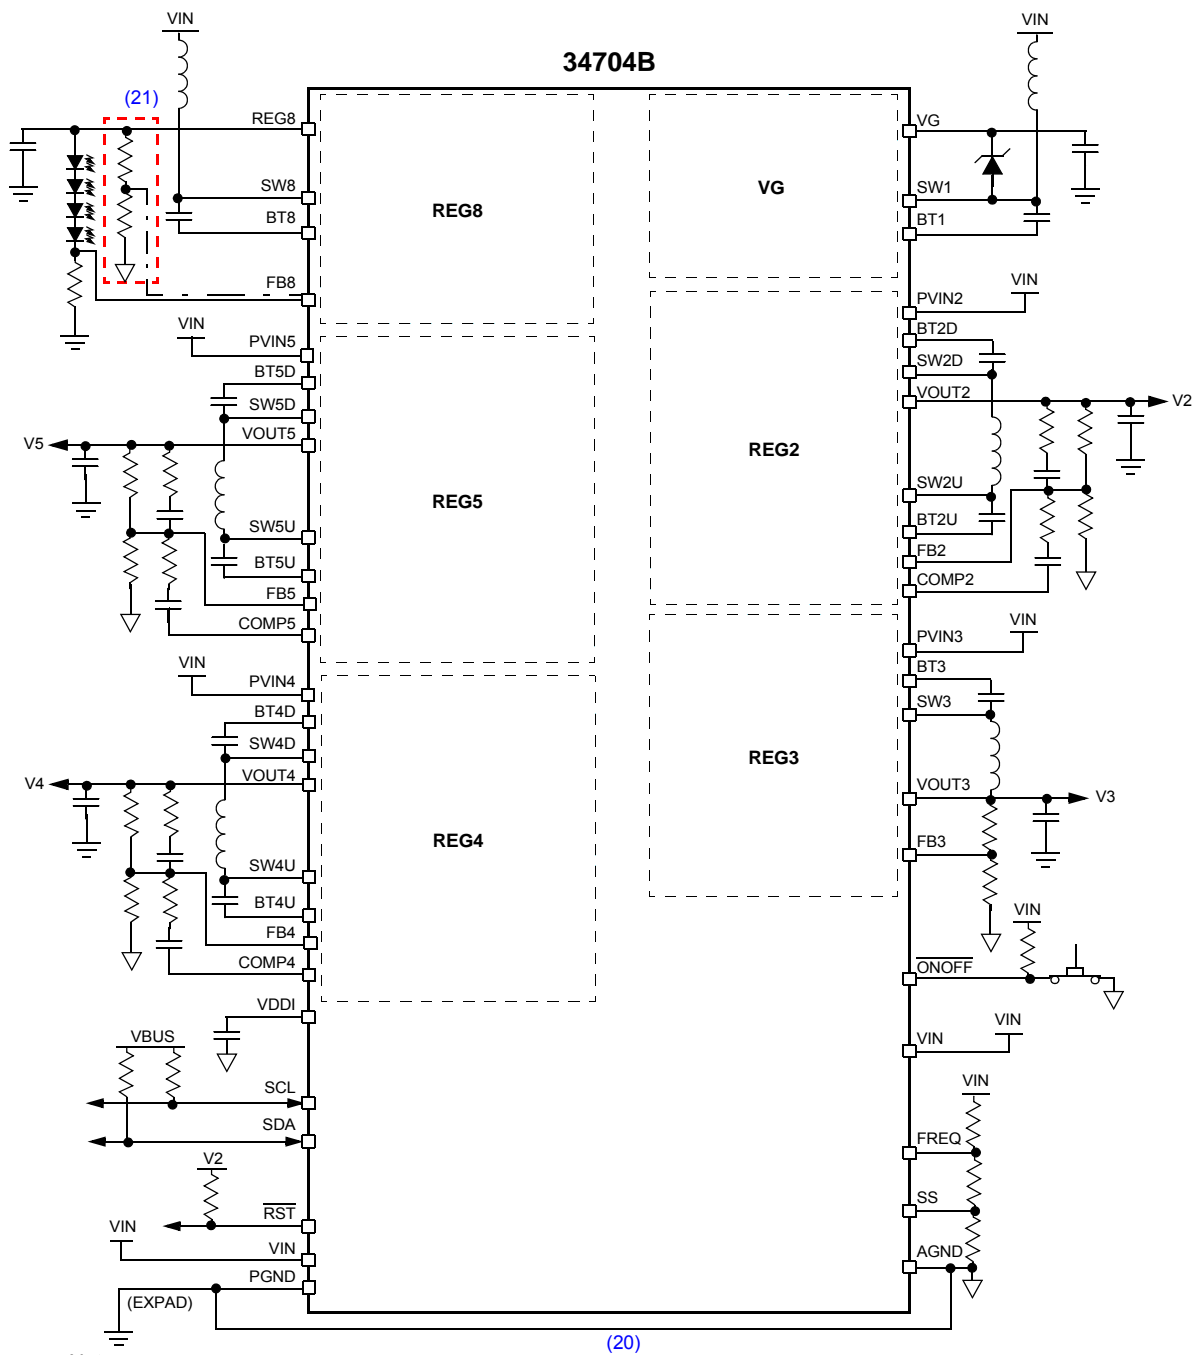 VIN
VIN
34704B
(21)
REG8
VG
SW8
REG8
VG
SW1
BT8
BT1
FB8
PVIN2
VIN
VIN
PVIN5
BT2D
BT5D
SW2D
SW5D
VOUT2
V2
V5
VOUT5
REG2
REG5
SW2U
SW5U
BT2U
BT5U
FB2
FB5
COMP2
COMP5
PVIN3
VIN
VIN
PVIN4
BT3
BT4D
SW3
SW4D
VOUT4
REG3
V4
VOUT3
V3
REG4
FB3
SW4U
BT4U
VIN
FB4
COMP4
ONOFF
VDDI
VIN
VBUS
VIN
SCL
VIN
SDA
FREQ
V2
SS
RST
VIN
VIN
AGND
PGND
(EXPAD)
(20)